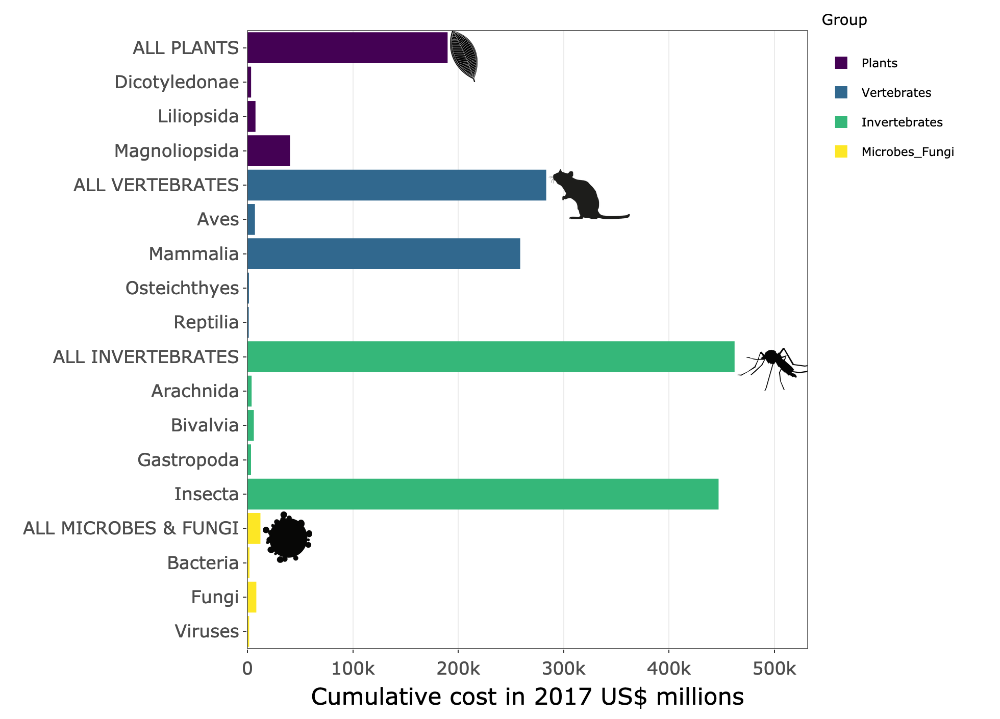 Group
Plants
Vertebrates
Invertebrates
Microbes_Fungi
ALL PLANTS
Dicotyledonae
Liliopsida
Magnoliopsida
ALL VERTEBRATES
Aves
Mammalia
Osteichthyes
Reptilia
ALL INVERTEBRATES
Arachnida
Bivalvia
Gastropoda
Insecta
ALL MICROBES & FUNGI
Bacteria
Fungi
Viruses
0 100k 200k 300k 400k 500k
Cumulative cost in 2017 US$ millions